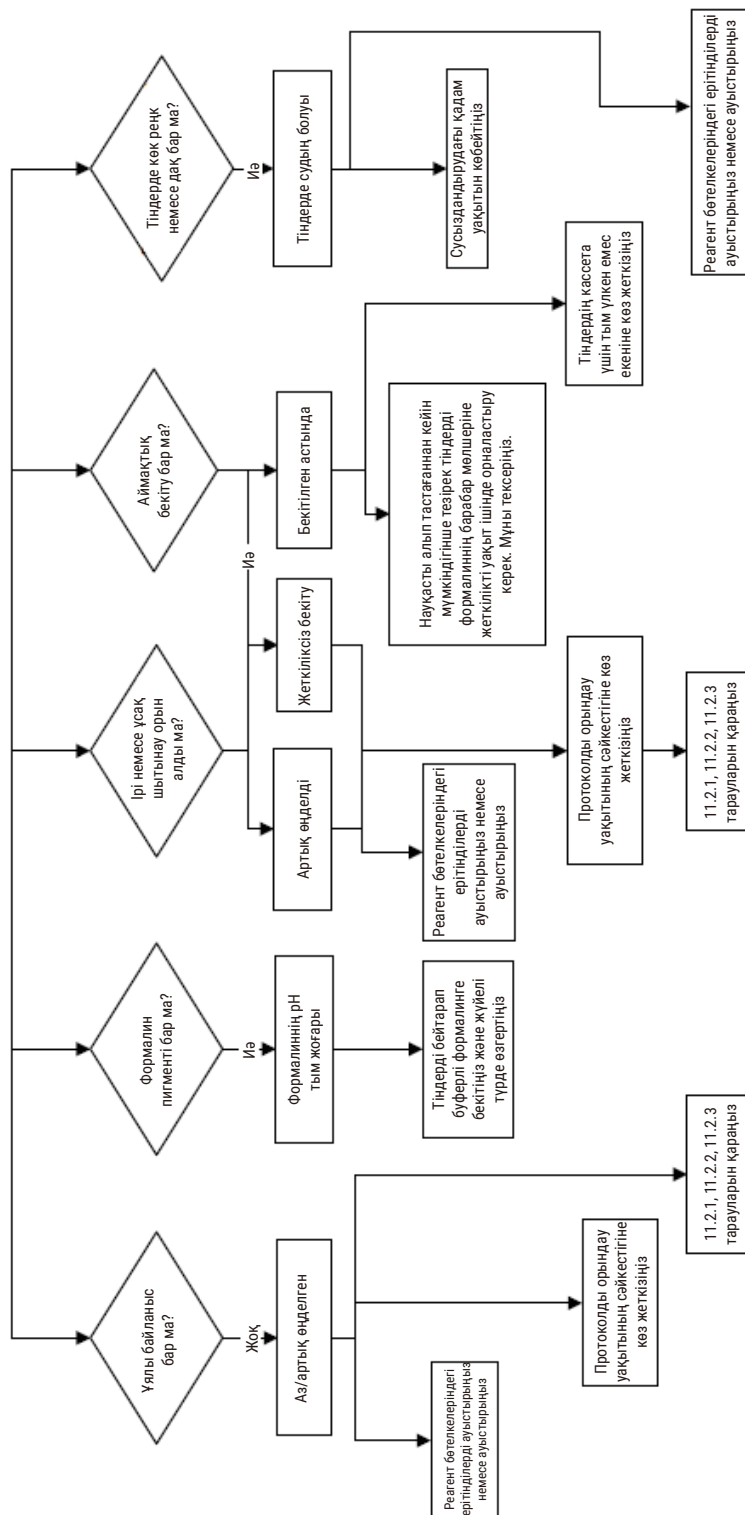 Ұялы байланыс
бар ма?
Жоқ
Аз/артық өңделген
Реагент бөтелкелеріндегі
ерітінділерді ауыстырыңыз
немесе ауыстырыңыз
Протоколды орындау
уақытының сәйкестігіне
көз жеткізіңіз
11.2.1, 11.2.2, 11.2.3
тарауларын қараңыз
Формалин
пигменті бар ма?
Иә
Формалиннің pH
тым жоғары
Тіндерді бейтарап
буферлі формалинге
бекітіңіз және жүйелі
түрде өзгертіңіз
Ірі немесе ұсақ
шытынау орын
алды ма?
Артық өңделді
Жеткіліксіз бекіту
Реагент бөтелкелеріндегі
ерітінділерді
ауыстырыңыз немесе
ауыстырыңыз
Протоколды орындау
уақытының сәйкестігіне көз
жеткізіңіз
11.2.1, 11.2.2, 11.2.3
тарауларын қараңыз
Аймақтық
бекіту бар ма?
Иә
Иә
Бекітілген астында
Науқасты алып тастағаннан кейін
мүмкіндігінше тезірек тіндерді
формалиннің барабар мөлшеріне
жеткілікті уақыт ішінде орналастыру
керек. Мұны тексеріңіз.
Тіндердің кассета
үшін тым үлкен емес
екеніне көз жеткізіңіз
Тіндерде көк реңк
немесе дақ бар ма?
Иә
Тіндерде судың болуы
Сусыздандырудағы қадам
уақытын көбейтіңіз
Реагент бөтелкелеріндегі ерітінділерді
ауыстырыңыз немесе ауыстырыңыз